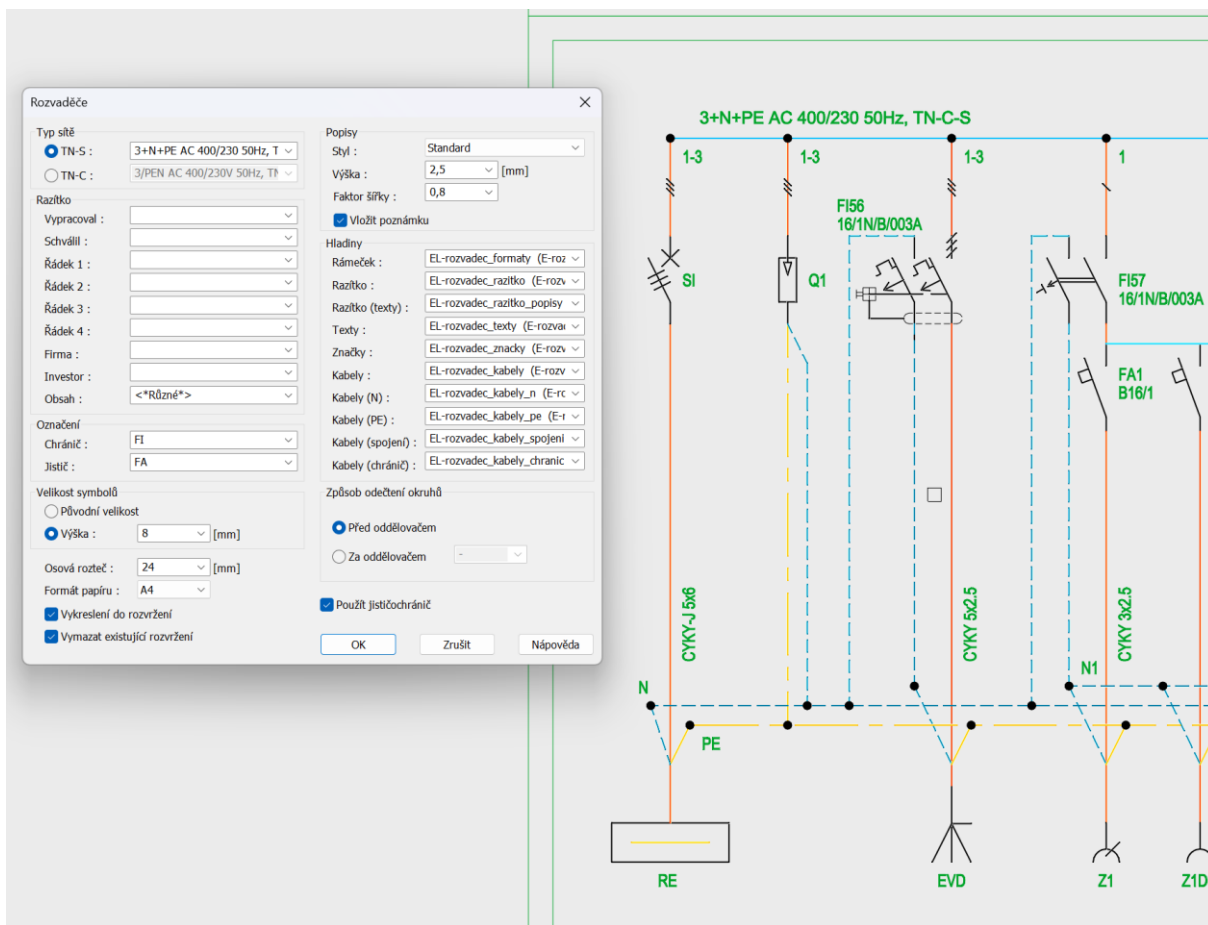 Rozvaděče
Typ sítě
TN-S :
3+N+PE AC 400/230 50Hz, T
TN-C :
3/PEN AC 400/230V 50Hz, TN
Razítko
Vypracoval :
Schválil :
Řádek 1 :
Řádek 2 :
Řádek 3 :
Řádek 4 :
Firma :
Investor :
Obsah :
<*Různé*>
Označení
Chránič :
FI
Jistič :
FA
Velikost symbolů
Původní velikost
Výška :
8
[mm]
Osová rozteč :
24
[mm]
Formát papíru :
A4
Vykreslení do rozvržení
Vymazat existující rozvržení
Popisy
Styl :
Standard
Výška :
2,5
[mm]
Faktor šířky :
0,8
Vložit poznámku
Hladiny
Rámeček :
EL-rozvadec_formaty (E-roz
Razítko :
EL-rozvadec_razitko (E-rozv
Razítko (texty) :
EL-rozvadec_razitko_popisy
Texty :
EL-rozvadec_texty (E-rozvad
Značky :
EL-rozvadec_znacky (E-rozv
Kabely :
EL-rozvadec_kabely (E-rozv
Kabely (N) :
EL-rozvadec_kabely_n (E-rc
Kabely (PE) :
EL-rozvadec_kabely_pe (E-r
Kabely (spojení) :
EL-rozvadec_kabely_spojeni
Kabely (chránič) :
EL-rozvadec_kabely_chranic
Způsob odečtení okruhů
Před oddělovačem
Za oddělovačem
-
Použít jističochránič
OK
Zrušit
Nápověda
3+N+PE AC 400/230 50Hz, TN-C-S
1-3
1-3
1-3
1
FI56
16/1N/B/003A
SI
Q1
FI57
16/1N/B/003A
FA1
B16/1
CYKY-J 5x6
CYKY 5x2.5
CYKY 3x2.5
N
N1
PE
RE
EVD
Z1
Z1D